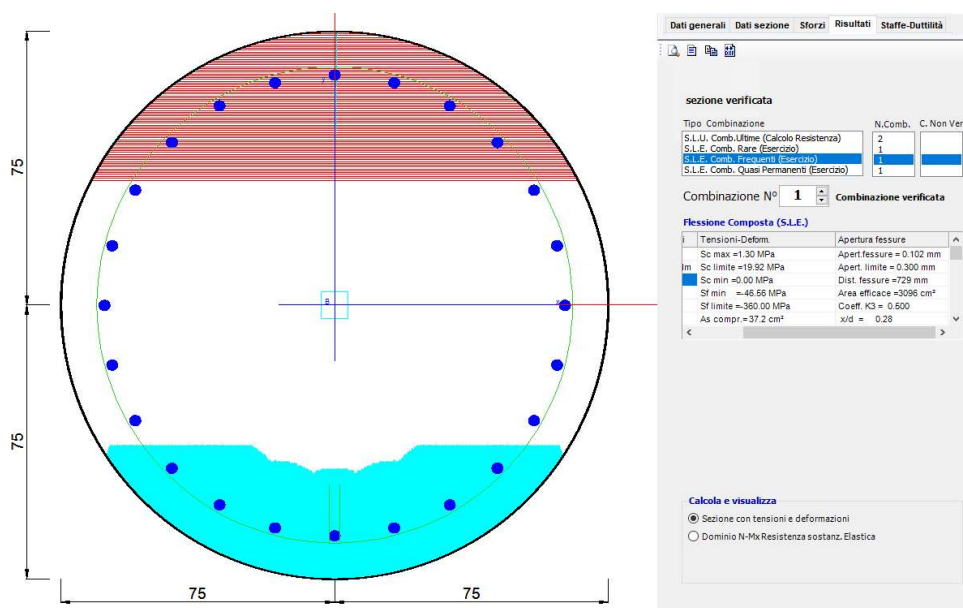 75
75
75
75
y
x
B
Dati generali Dati sezione Sforzi Risultati Staffe-Duttilità
sezione verificata
Tipo Combinazione N.Comb. C. Non Ver
S.L.U. Comb.Ultime (Calcolo Resistenza) 2
S.L.E. Comb. Rare (Esercizio) 1
S.L.E. Comb. Frequenti (Esercizio) 1
S.L.E. Comb. Quasi Permanenti (Esercizio) 1
Combinazione Nº 1 Combinazione verificata
Flessione Composta (S.L.E.)
i Tensioni-Deform. Apertura fessure
Sc max =1.30 MPa Apert.fessure = 0.102 mm
lm Sc limite =19.92 MPa Apert. limite = 0.300 mm
Sc min =0.00 MPa Dist. fessure =729 mm
Sf min =-46.56 MPa Area efficace =3096 cm²
Sf limite =-360.00 MPa Coeff. K3 = 0.500
As compr.= 37.2 cm² x/d = 0.28
Calcola e visualizza
Sezione con tensioni e deformazioni
Dominio N-Mx Resistenza sostanz. Elastica